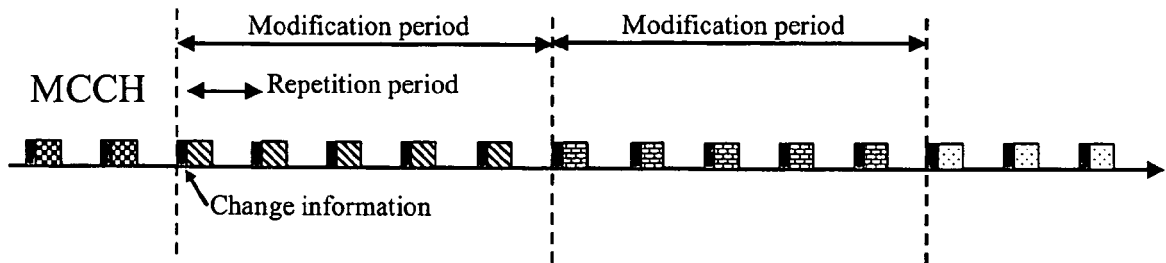 Modification period
Modification period
MCCH
Repetition period
Change information